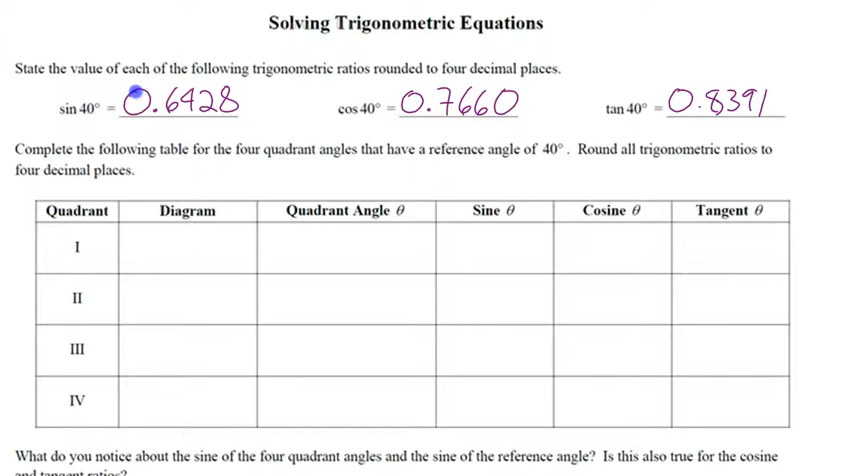 Solving Trigonometric Equations
State the value of each of the following trigonometric ratios rounded to four decimal places.
sin 40° = 0.6428 cos 40° = 0.7660 tan 40° = 0.8391
Complete the following table for the four quadrant angles that have a reference angle of 40°. Round all trigonometric ratios to
four decimal places.
Quadrant Diagram Quadrant Angle θ Sine θ Cosine θ Tangent θ
I
II
III
IV
What do you notice about the sine of the four quadrant angles and the sine of the reference angle? Is this also true for the cosine
and tangent ratios?